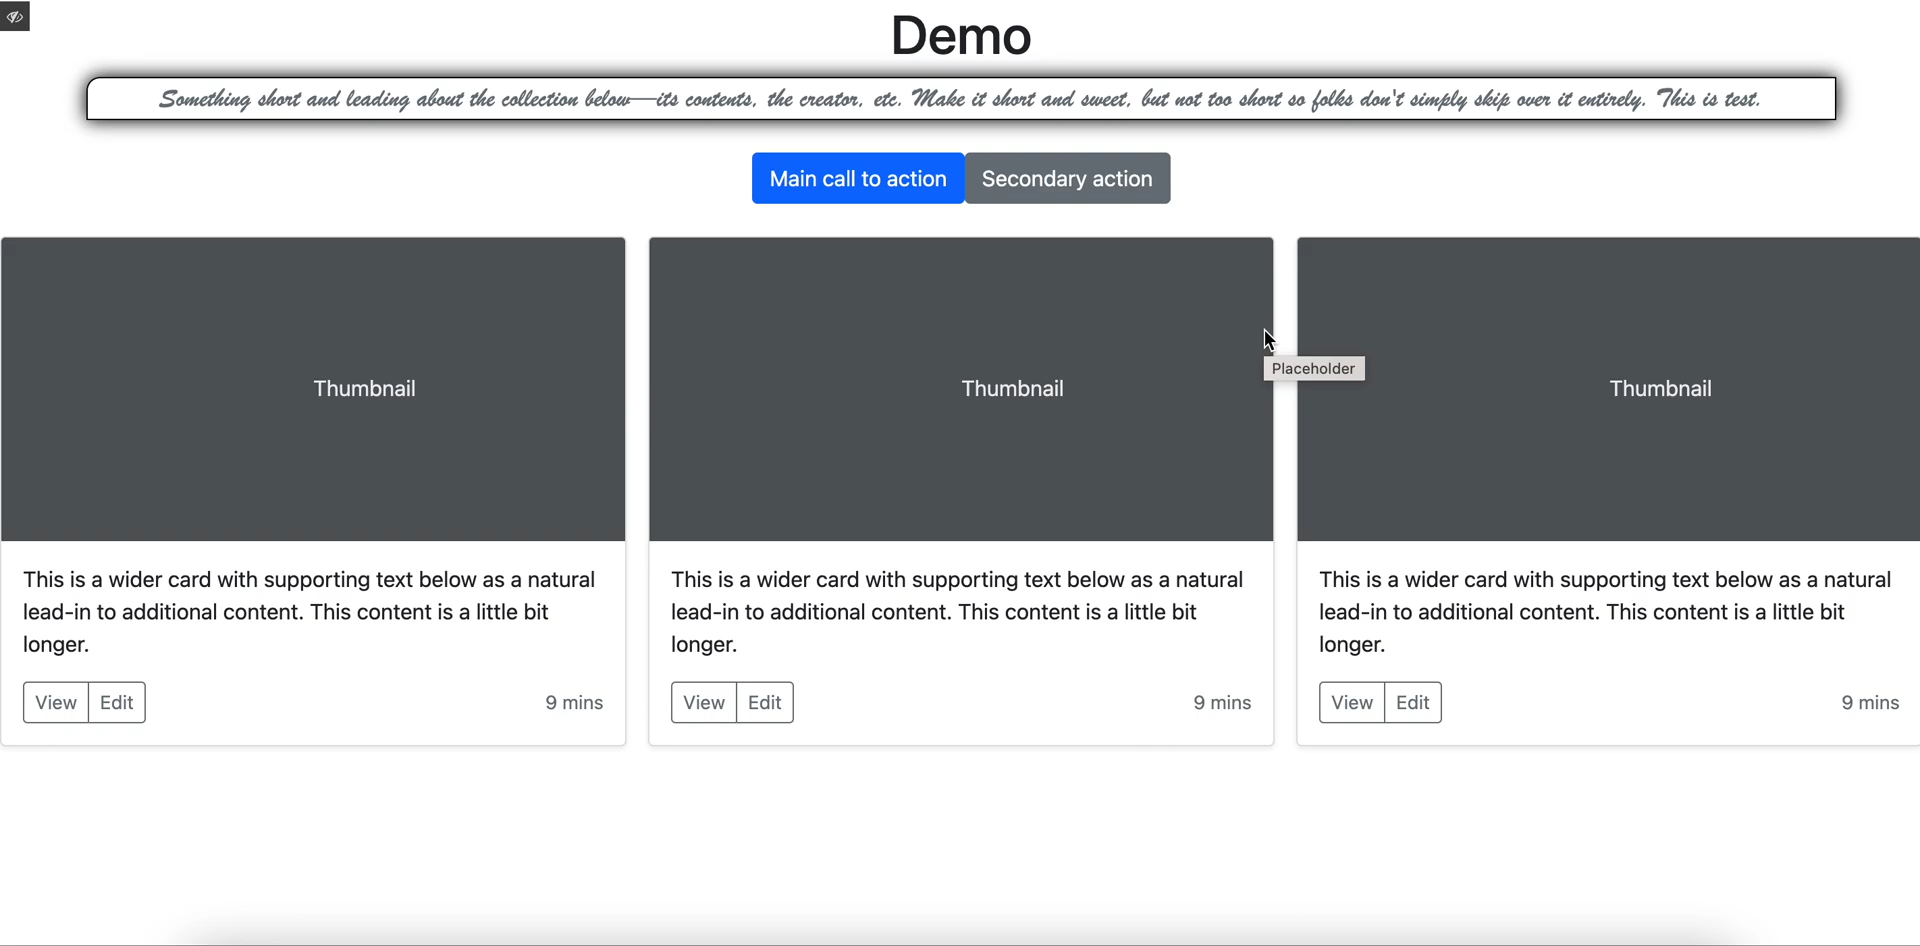 Demo
Something short and leading about the collection below—its contents, the creator, etc. Make it short and sweet, but not too short so folks don't simply skip over it entirely. This is test.
Main call to action
Secondary action
Thumbnail
Thumbnail
Thumbnail
Placeholder
This is a wider card with supporting text below as a natural
lead-in to additional content. This content is a little bit
longer.
View
Edit
9 mins
This is a wider card with supporting text below as a natural
lead-in to additional content. This content is a little bit
longer.
View
Edit
9 mins
This is a wider card with supporting text below as a natural
lead-in to additional content. This content is a little bit
longer.
View
Edit
9 mins